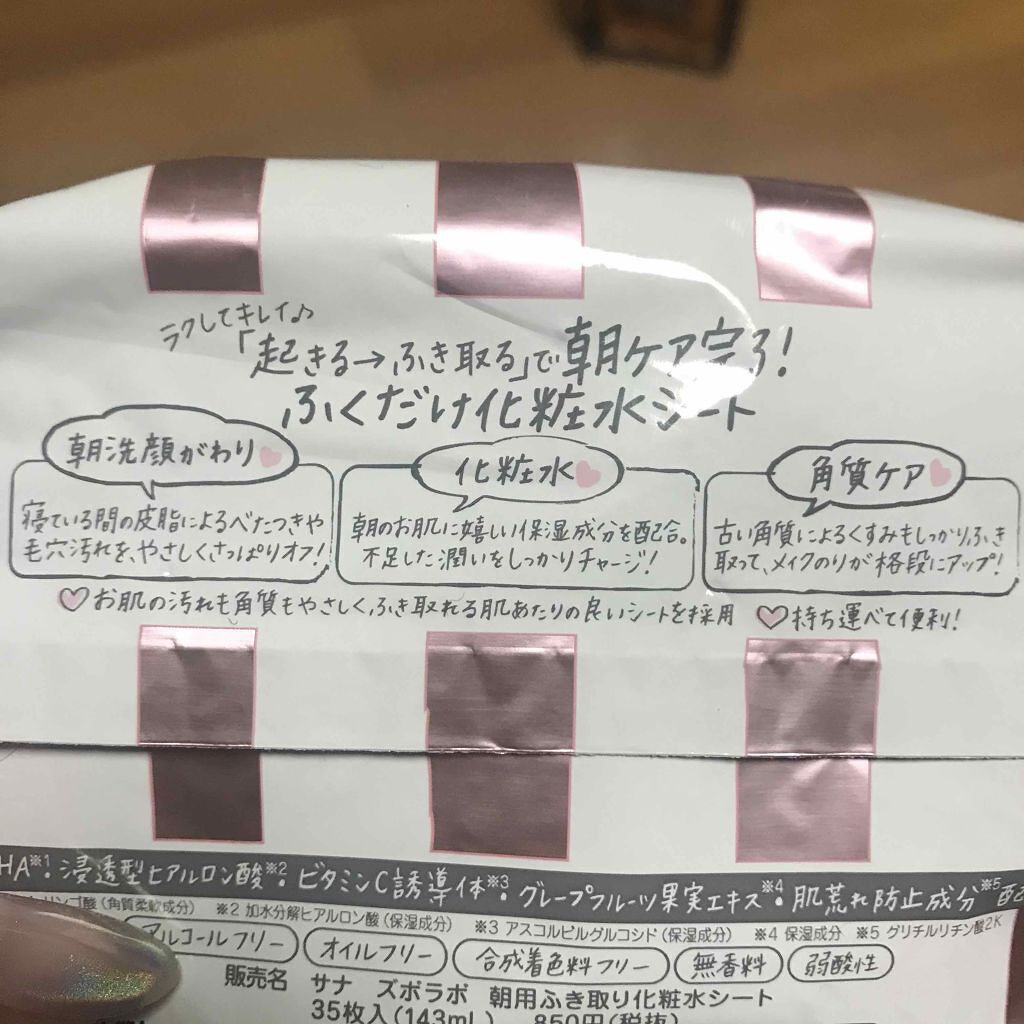 ラクしてキレイ♪
「起きる→ふき取る」で朝ケア完了!
ふくだけ化粧水シート
朝洗顔がわり
寝ている間の皮脂によるべたつきや
毛穴汚れを、やさしくさっぱりオフ!
化粧水
朝のお肌に嬉しい保湿成分を配合。
不足した潤いをしっかりチャージ!
角質ケア
古い角質によるくすみもしっかりふき
取って、メイクのりが格段にアップ!
♡お肌の汚れも角質もやさしくふき取れる肌あたりの良いシートを採用 ♡持ち運べて便利!
HA※1・浸透型ヒアルロン酸※2・ビタミンC誘導体※3・グレープフルーツ果実エキス※4・肌荒れ防止成分※5
リンゴ酸(角質柔軟成分) ※2 加水分解ヒアルロン酸(保湿成分) ※3 アスコルビルグルコシド(保湿成分) ※4 保湿成分 ※5 グリチルリチン酸2K
アルコールフリー オイルフリー 合成着色料フリー 無香料 弱酸性
販売名 サナ ズボラボ 朝用ふき取り化粧水シート
35枚入(143mL) 850円(税抜)